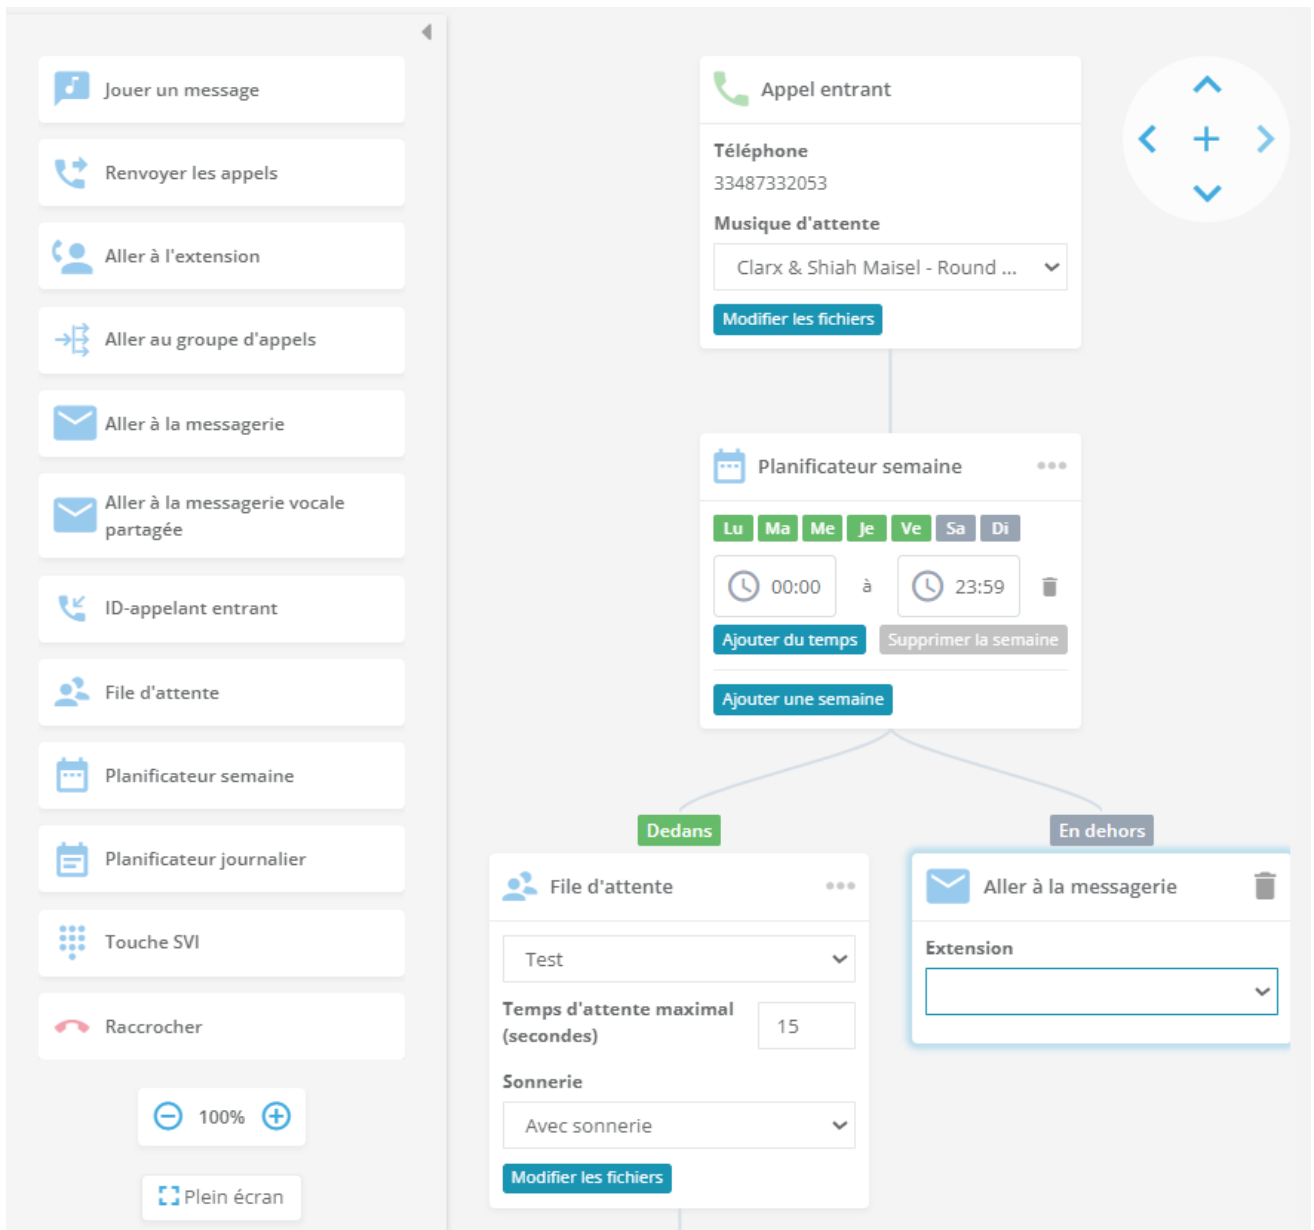 Jouer un message
Renvoyer les appels
Aller à l'extension
Aller au groupe d'appels
Aller à la messagerie
Aller à la messagerie vocale
partagée
ID-appelant entrant
File d'attente
Planificateur semaine
Planificateur journalier
Touche SVI
Raccrocher
100%
Plein écran
Appel entrant
Téléphone
33487332053
Musique d'attente
Clarx & Shiah Maisel - Round ...
Modifier les fichiers
Planificateur semaine
Lu Ma Me Je Ve Sa Di
00:00 à 23:59
Ajouter du temps Supprimer la semaine
Ajouter une semaine
Dedans
File d'attente
Test
Temps d'attente maximal
(secondes)
15
Sonnerie
Avec sonnerie
Modifier les fichiers
En dehors
Aller à la messagerie
Extension